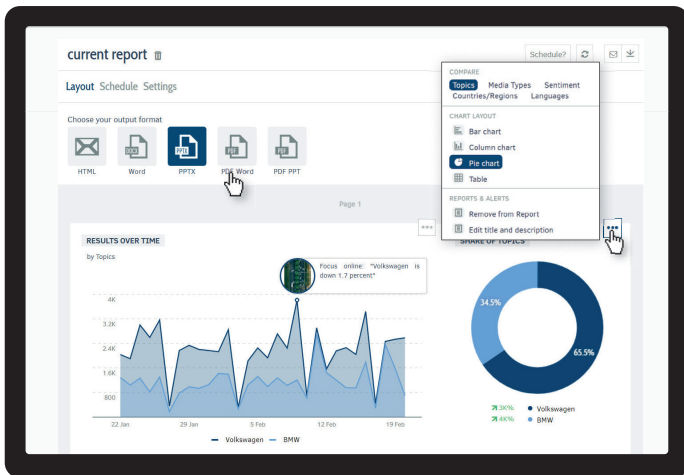 current report
Schedule?
Layout Schedule Settings
Choose your output format
HTML
DOCX
Word
PPTX
PPTX
PDF
PDF Word
PDF
PDF PPT
COMPARE
Topics Media Types Sentiment
Countries/Regions Languages
CHART LAYOUT
Bar chart
Column chart
Pie chart
Table
REPORTS & ALERTS
Remove from Report
Edit title and description
Page 1
RESULTS OVER TIME
by Topics
Focus online: "Volkswagen is
down 1.7 percent"
4K
3.2K
2.4K
1.6K
800
22 Jan 29 Jan 5 Feb 12 Feb 19 Feb
Volkswagen BMW
SHARE OF TOPICS
34.5%
65.5%
3K% Volkswagen
4K% BMW